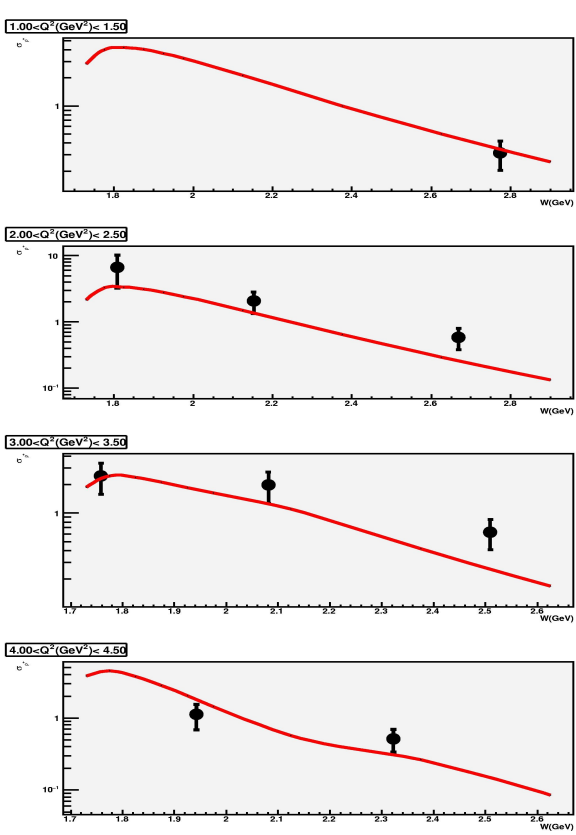 1.00<Q²(GeV²)< 1.50
1
1.8 2 2.2 2.4 2.6 2.8
W(GeV)
2.00<Q²(GeV²)< 2.50
10
1
10⁻¹
1.8 2 2.2 2.4 2.6 2.8
W(GeV)
3.00<Q²(GeV²)< 3.50
1
1.7 1.8 1.9 2 2.1 2.2 2.3 2.4 2.5 2.6
W(GeV)
4.00<Q²(GeV²)< 4.50
1
10⁻¹
1.7 1.8 1.9 2 2.1 2.2 2.3 2.4 2.5 2.6
W(GeV)